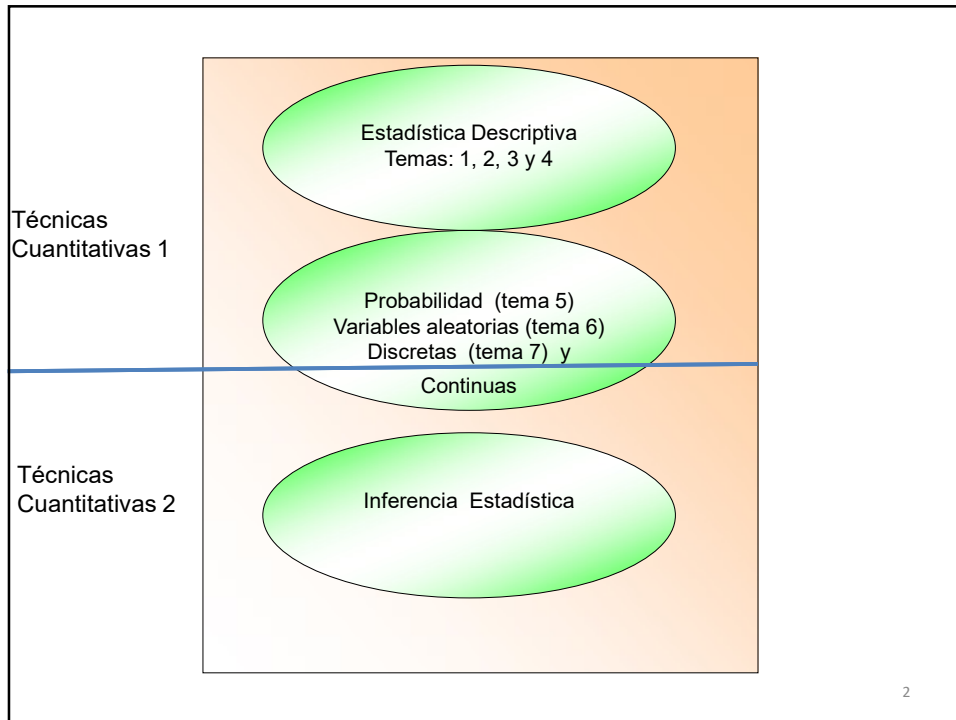 Estadística Descriptiva
Temas: 1, 2, 3 y 4
Técnicas
Cuantitativas 1
Probabilidad (tema 5)
Variables aleatorias (tema 6)
Discretas (tema 7) y
Continuas
Técnicas
Cuantitativas 2
Inferencia Estadística
2